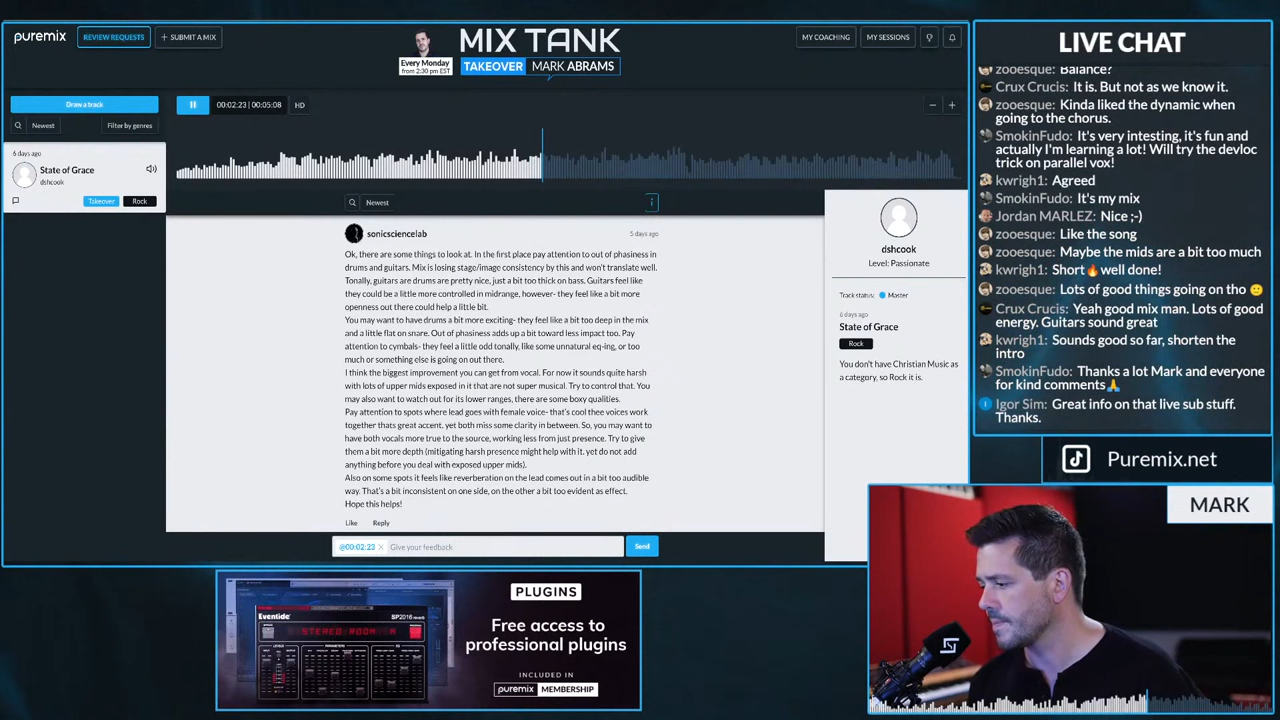 puremix
REVIEW REQUESTS
+ SUBMIT A MIX
Every Monday
from 2:30 pm EST
MIX TANK
TAKEOVER MARK ABRAMS
MY COACHING
MY SESSIONS
Draw a track
Newest
Filter by genres
6 days ago
State of Grace
dshcook
Takeover
Rock
00:02:23 | 00:05:08
HD
Newest
sonicsciencelab
5 days ago
Ok, there are some things to look at. In the first place pay attention to out of phasiness in
drums and guitars. Mix is losing stage/image consistency by this and won't translate well.
Tonally, guitars are drums are pretty nice, just a bit too thick on bass. Guitars feel like
they could be a little more controlled in midrange, however- they feel like a bit more
openness out there could help a little bit.
You may want to have drums a bit more exciting- they feel like a bit too deep in the mix
and a little flat on snare. Out of phasiness adds up a bit toward less impact too. Pay
attention to cymbals- they feel a little odd tonally, like some unnatural eq-ing, or too
much or something else is going on out there.
I think the biggest improvement you can get from vocal. For now it sounds quite harsh
with lots of upper mids exposed in it that are not super musical. Try to control that. You
may also want to watch out for its lower ranges, there are some boxy qualities.
Pay attention to spots where lead goes with female voice- that's cool thee voices work
together thats great accent. yet both miss some clarity in between. So, you may want to
have both vocals more true to the source, working less from just presence. Try to give
them a bit more depth (mitigating harsh presence might help with it. yet do not add
anything before you deal with exposed upper mids).
Also on some spots it feels like reverberation on the lead comes out in a bit too audible
way. That's a bit inconsistent on one side, on the other a bit too evident as effect.
Hope this helps!
Like
Reply
@00:02:23 ×
Give your feedback
Send
dshcook
Level: Passionate
Track status:
Master
6 days ago
State of Grace
Rock
You don't have Christian Music as
a category, so Rock it is.
LIVE CHAT
zooesque: Balance?
Crux Crucis: It is. But not as we know it.
zooesque: Kinda liked the dynamic when
going to the chorus.
SmokinFudo: It's very intesting, it's fun and
actually I'm learning a lot! Will try the devloc
trick on parallel vox!
kwrigh1: Agreed
SmokinFudo: It's my mix
Jordan MARLEZ: Nice ;-)
zooesque: Like the song
zooesque: Maybe the mids are a bit too much
kwrigh1: Short🔥well done!
zooesque: Lots of good things going on tho 🙂
Crux Crucis: Yeah good mix man. Lots of good
energy. Guitars sound great
kwrigh1: Sounds good so far, shorten the
intro
SmokinFudo: Thanks a lot Mark and everyone
for kind comments🙏
Igor Sim: Great info on that live sub stuff.
Thanks.
Puremix.net
MARK
Eventide
SP2016 reverb
STEREO ROOM
PLUGINS
Free access to
professional plugins
INCLUDED IN
puremix MEMBERSHIP